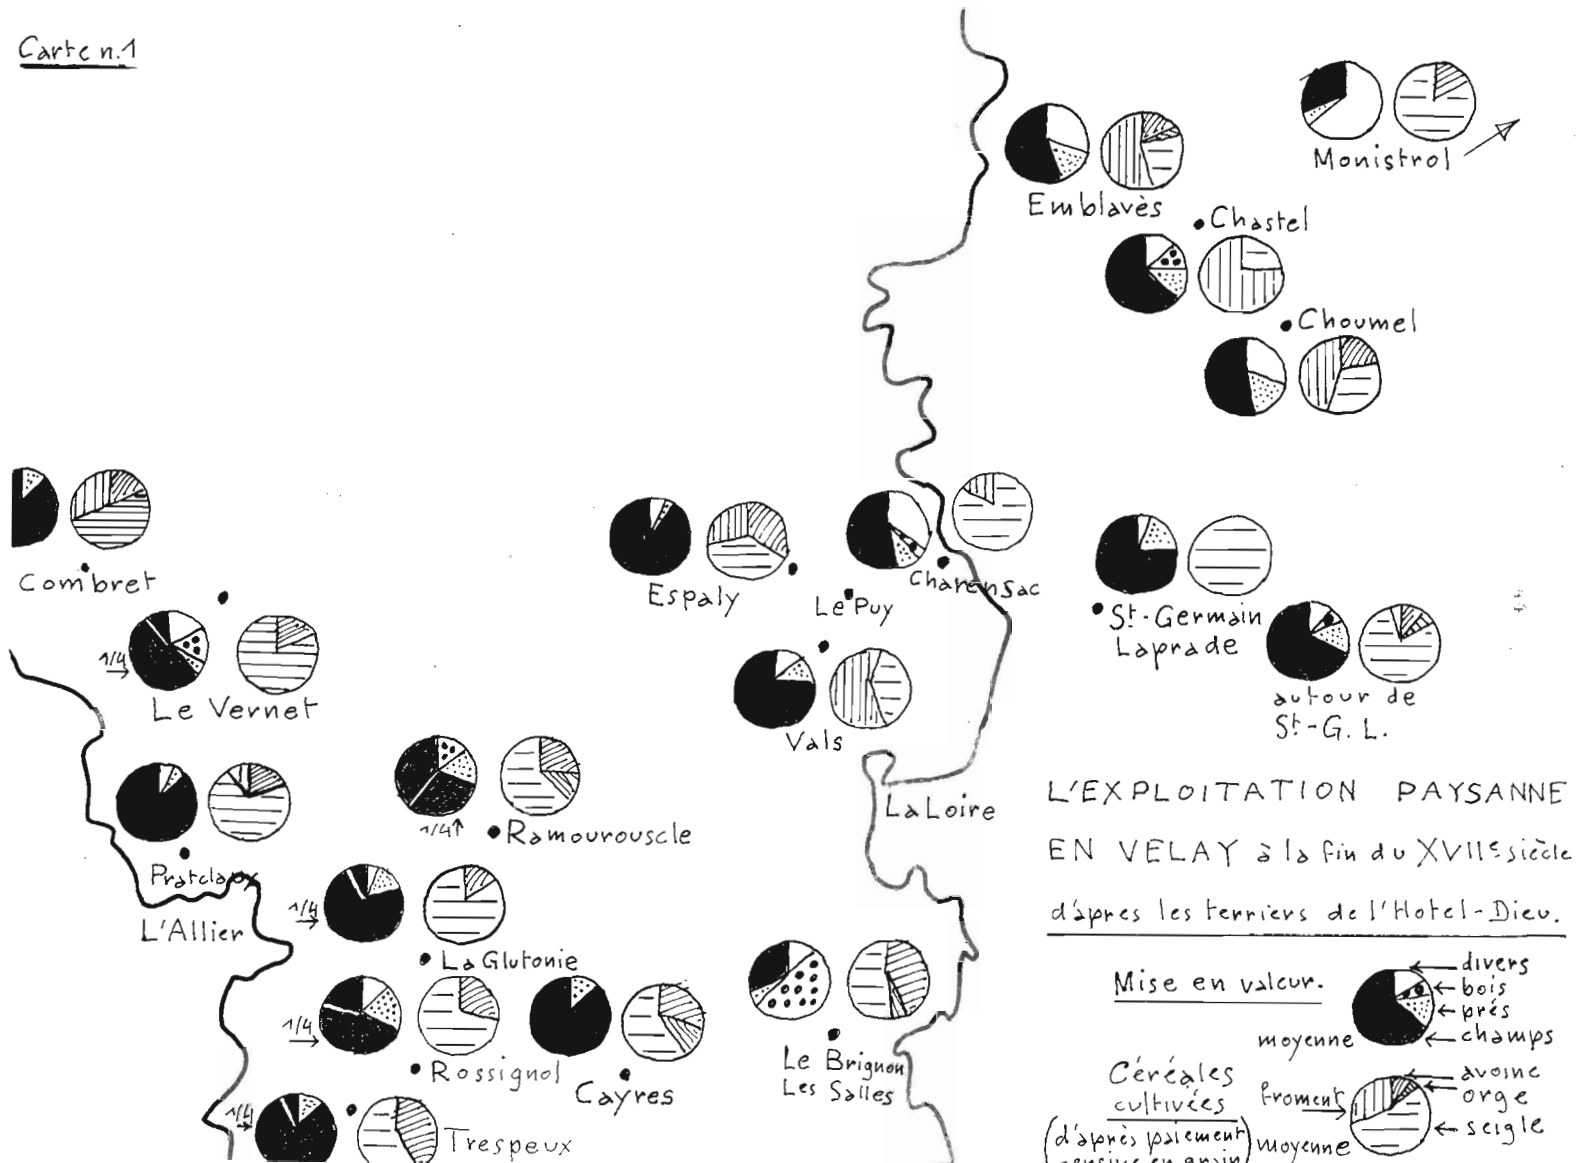 Carte n.1
Monistrol
Emblavès
Chastel
Choumel
Combret
Espaly
Le Puy
Charensac
St-Germain
Laprade
1/4
Le Vernet
autour de
St-G. L.
Vals
La Loire
1/4
Ramourouscle
Pratclaux
L'EXPLOITATION PAYSANNE
EN VELAY à la fin du XVIIe siècle
d'après les terriers de l'Hotel-Dieu.
1/4
L'Allier
La Glutonie
1/4
Rossignol
Cayres
Le Brignon
Les Salles
1/4
Trespeux
Mise en valeur.
divers
bois
prés
champs
moyenne
Céréales
cultivées
(d'après paiement
censive en grain)
froment
avoine
orge
seigle
moyenne